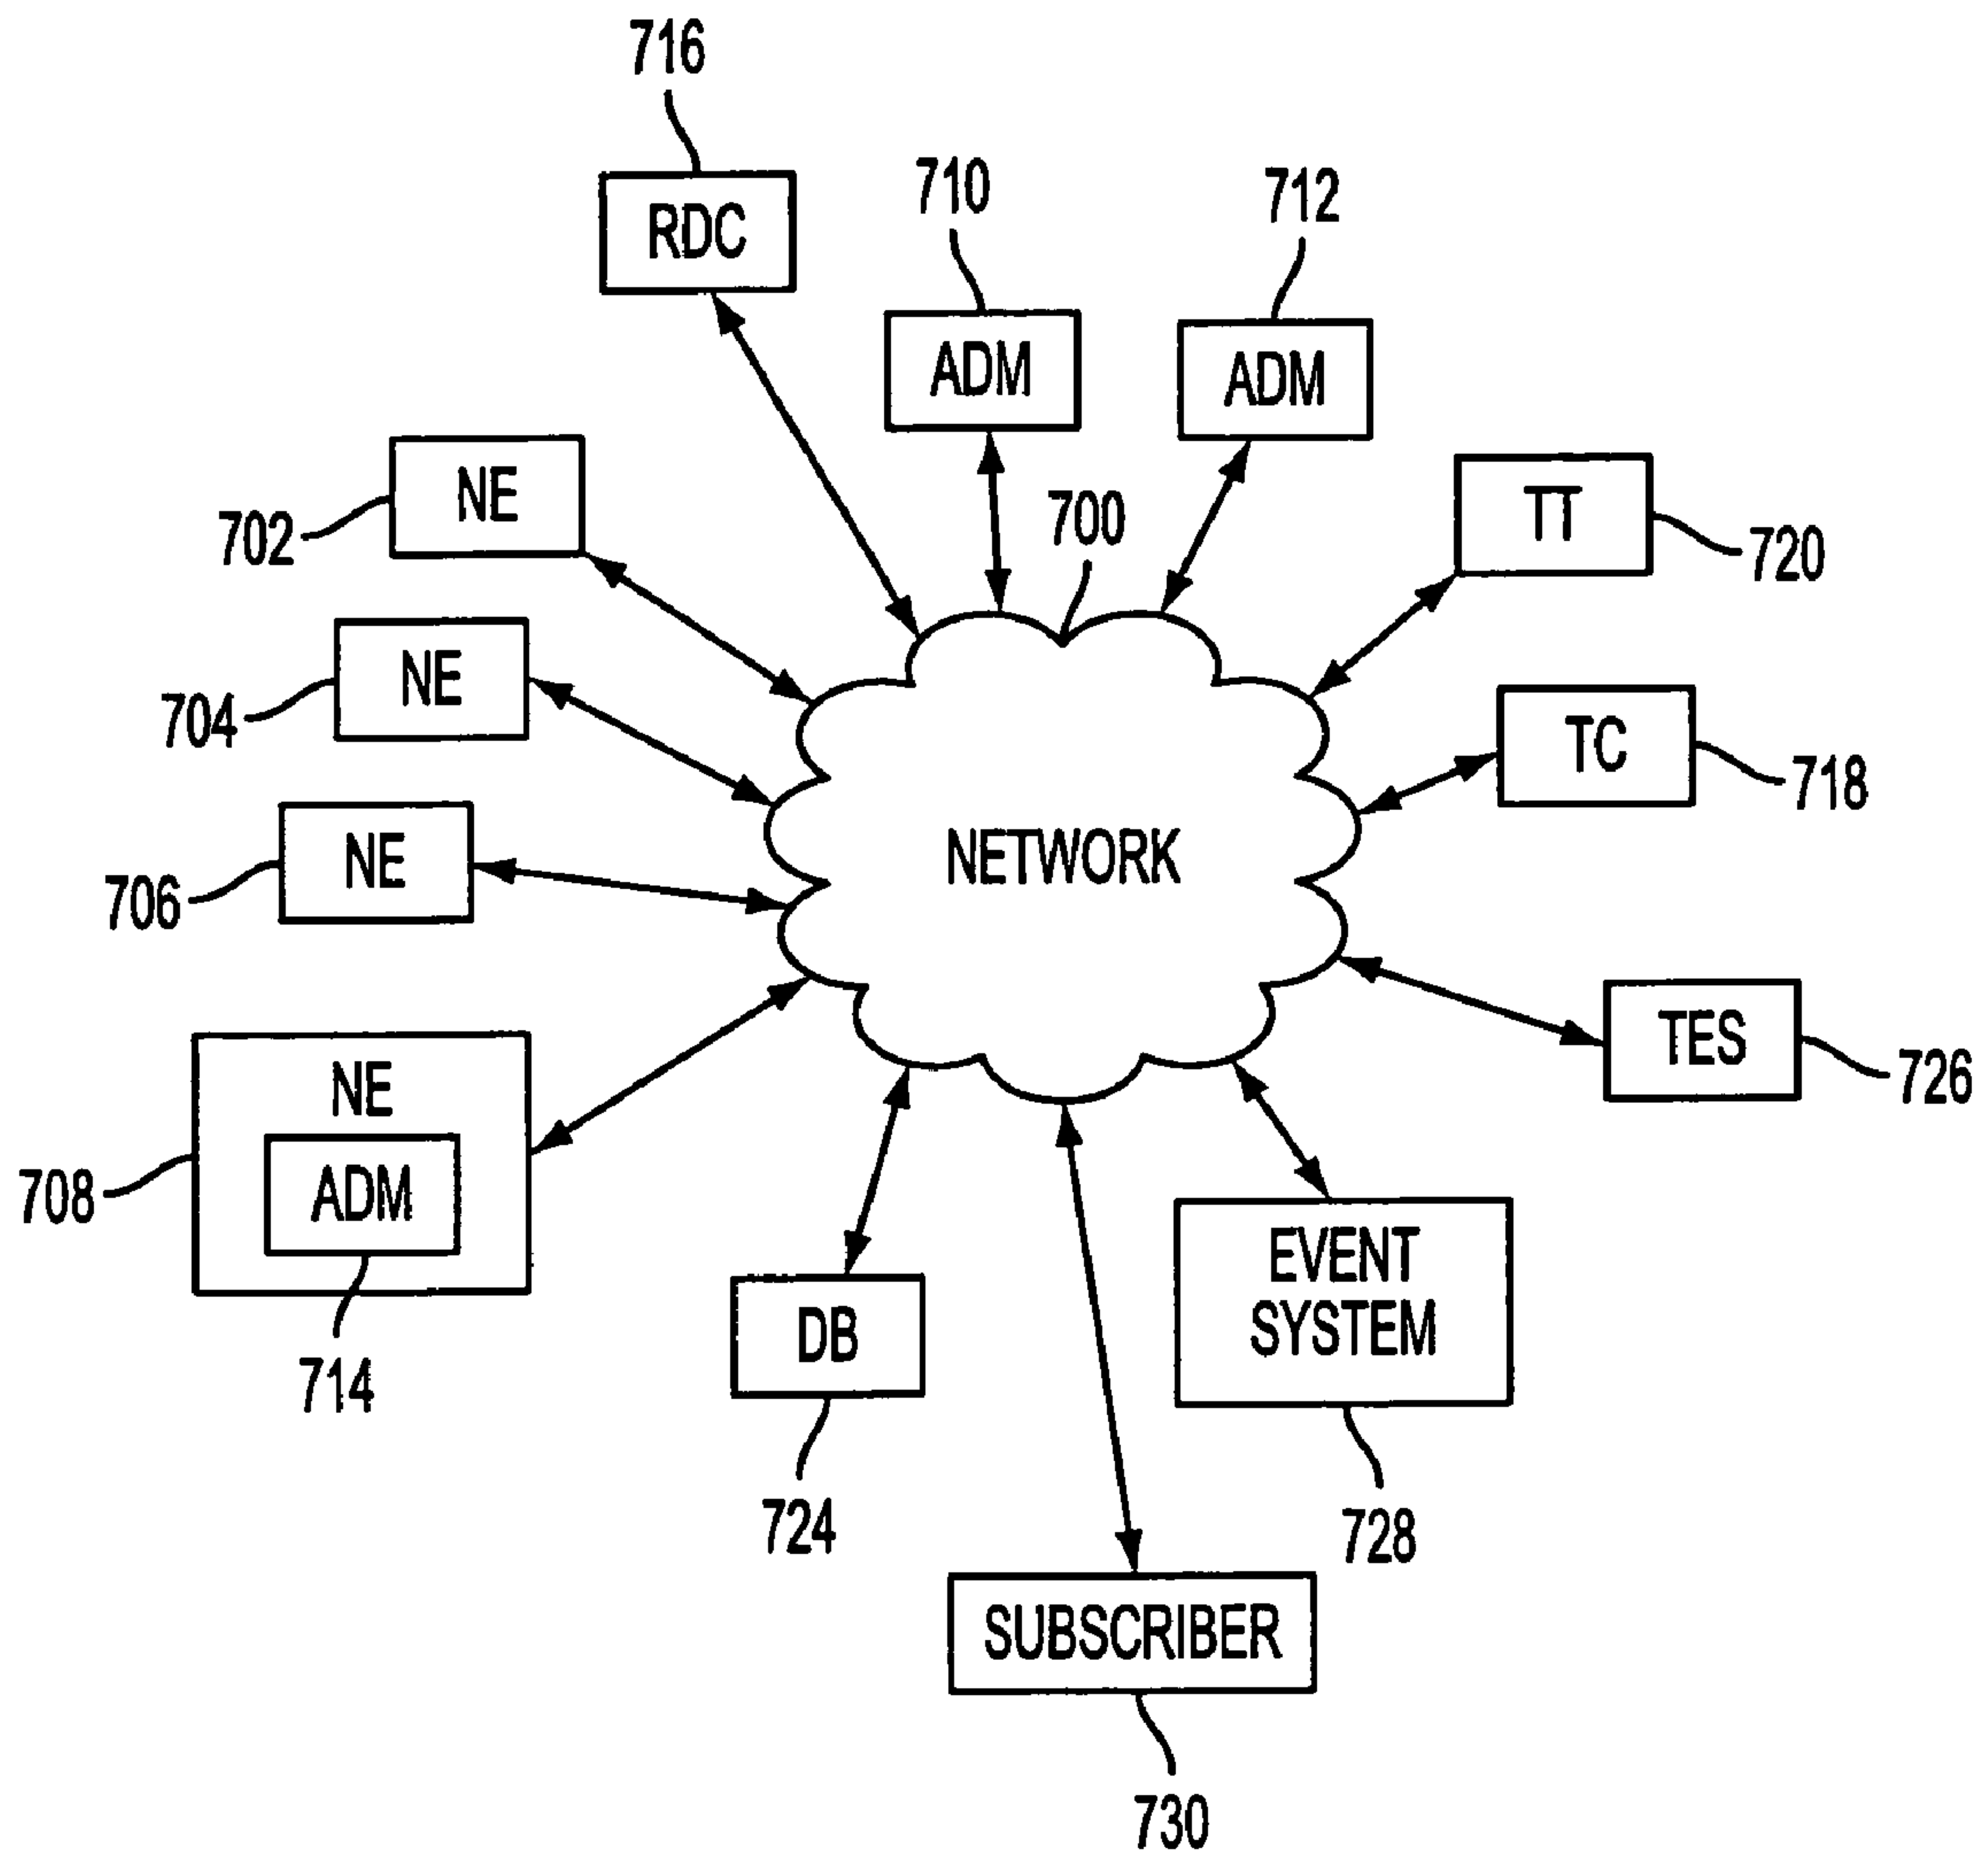 716
RDC
710
ADM
712
ADM
700
NE
702
TT
720
NE
704
TC
718
NE
706
NETWORK
TES
726
NE
ADM
708
714
DB
724
EVENT
SYSTEM
728
SUBSCRIBER
730